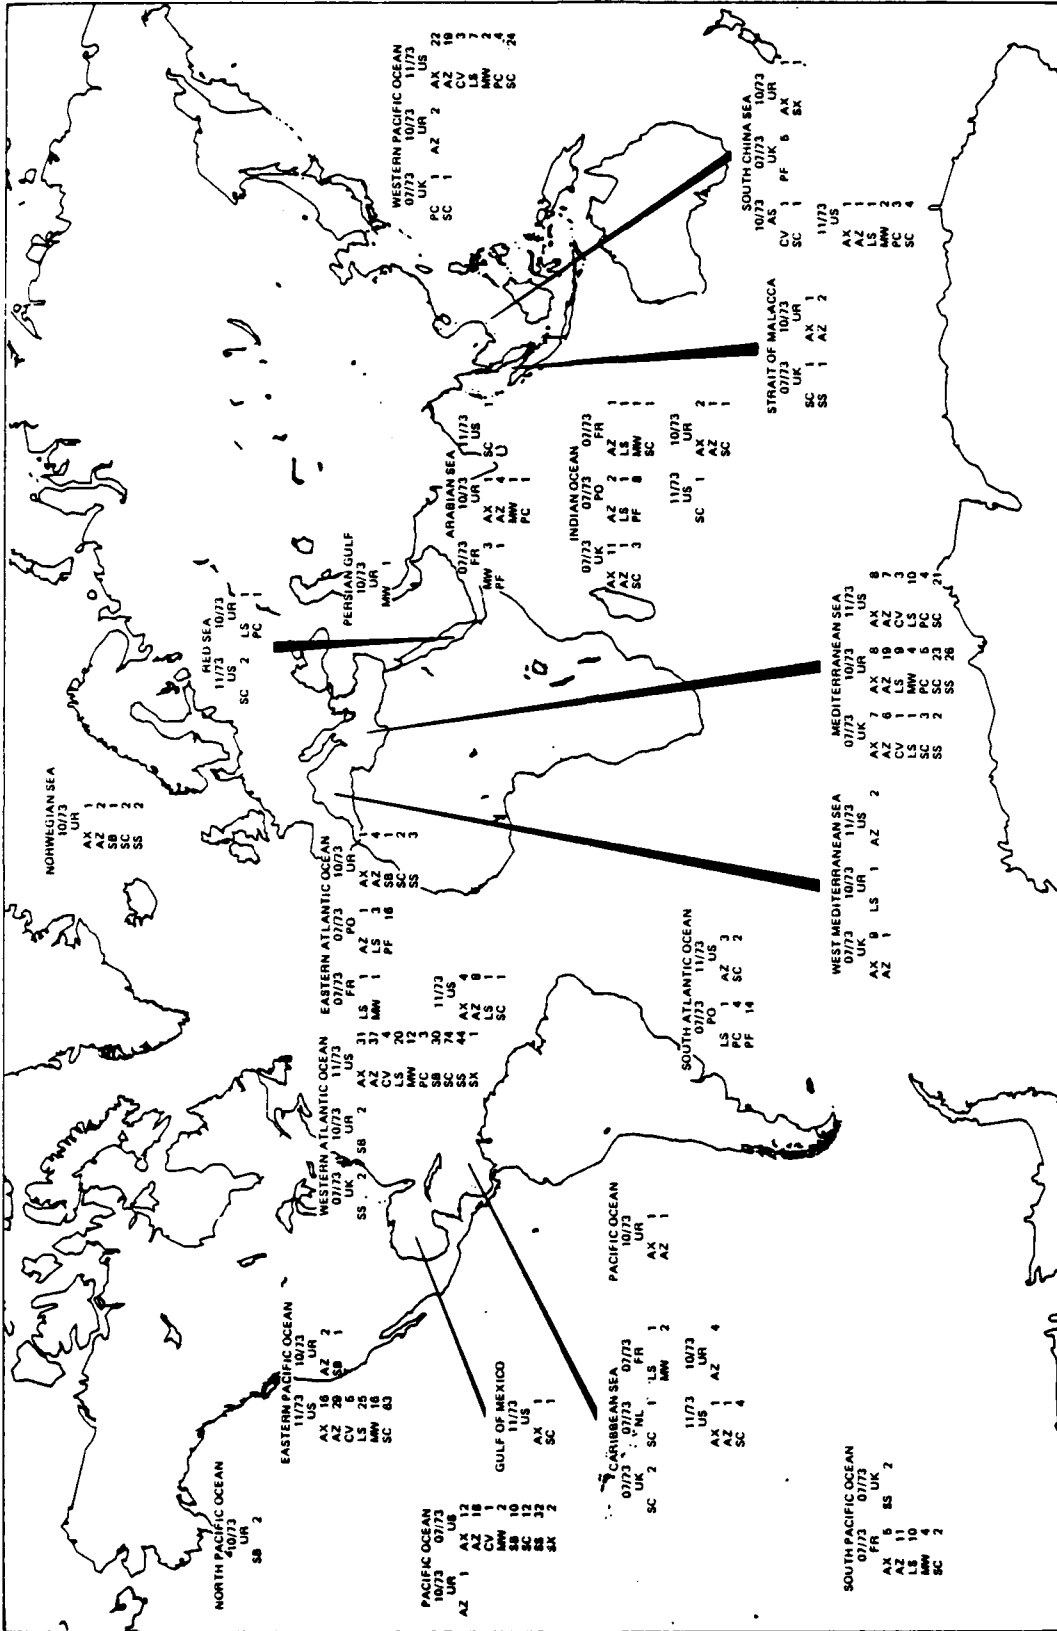 NORTH PACIFIC OCEAN
10/73
UR
SB 2
EASTERN PACIFIC OCEAN
11/73 10/73
US UR
AX 16 AZ 2
AZ 29 SB 1
CV 5
LS 25
MW 16
SC 63
PACIFIC OCEAN
10/73 07/73
UR US
AZ 1 AX 12
AZ 18
CV 1
MW 2
SB 10
SC 12
SS 32
SX 2
GULF OF MEXICO
11/73
US
AX 1
SC 1
CARIBBEAN SEA
07/73 07/73 07/73
UK NL FR
SC 2 SC 1 LS 1
MW 2
11/73 10/73
US UR
AX 1 AZ 4
AZ 1
SC 4
PACIFIC OCEAN
10/73
UR
AX 1
AZ 1
SOUTH PACIFIC OCEAN
07/73 07/73
FR UK
AX 5 SS 2
AZ 11
LS 10
MW 4
SC 2
WESTERN ATLANTIC OCEAN
07/73 10/73 11/73
UK UR US
SS 2 SB 2 AX 31
AZ 37
CV 4
LS 20
MW 12
PC 3
SB 30
SC 74
SS 44
SX 1
EASTERN ATLANTIC OCEAN
07/73 07/73 10/73
FR PO UR
LS 1 AZ 1 AX 1
MW 1 LS 3 AZ 4
PF 16 SB 1
SC 2
SS 3
11/73
US
AX 4
AZ 8
LS 1
SC 1
SOUTH ATLANTIC OCEAN
07/73 11/73
PO US
LS 1 AZ 3
PC 4 SC 2
PF 14
NORWEGIAN SEA
10/73
UR
AX 1
AZ 2
SB 1
SC 2
SS 2
RED SEA
11/73 10/73
US UR
SC 2 LS 1
PC 1
PERSIAN GULF
10/73
UR
MW 1
ARABIAN SEA
07/73 10/73 11/73
FR UR US
MW 3 AX 1 SC 1
PF 1 AZ 4
MW 1
PC 1
INDIAN OCEAN
07/73 07/73 07/73
UK PO FR
AX 11 AZ 2 AZ 1
AZ 1 LS 1 LS 1
SC 3 PF 8 MW 1
SC 1
11/73 10/73
US UR
SC 1 AX 2
AZ 1
SC 1
WEST MEDITERRANEAN SEA
07/73 10/73 11/73
UK UR US
AX 9 LS 1 AZ 2
AZ 1
MEDITERRANEAN SEA
07/73 10/73 11/73
UK UR US
AX 7 AX 8 AX 8
AZ 6 AZ 19 AZ 7
CV 1 LS 9 CV 3
LS 1 MW 4 LS 10
SC 3 PC 5 PC 4
SS 2 SC 23 SC 21
SS 26
WESTERN PACIFIC OCEAN
07/73 10/73 11/73
UK UR US
PC 1 AZ 2 AX 22
SC 1 AZ 19
CV 3
LS 7
MW 2
PC 4
SC 24
STRAIT OF MALACCA
07/73 10/73
UK UR
SC 1 AX 1
SS 1 AZ 2
SOUTH CHINA SEA
10/73 07/73 10/73
AS UK UR
CV 1 PF 5 AX 1
SC 1 SX 1
11/73
US
AX 1
AZ 1
LS 1
MW 2
PC 3
SC 4